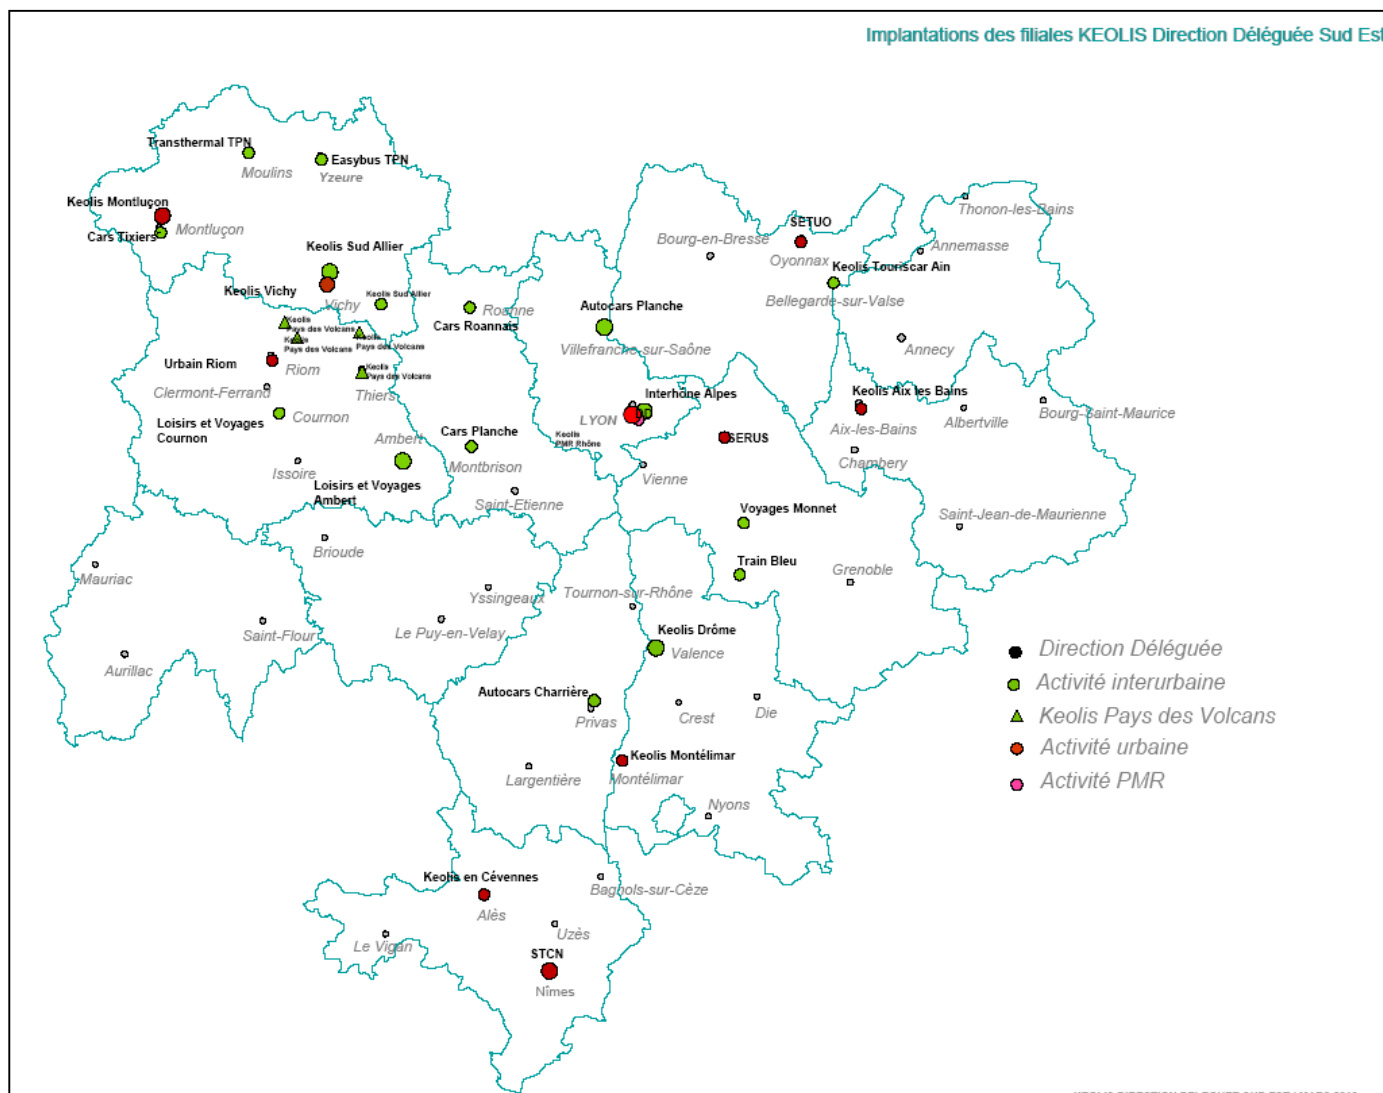 Implantations des filiales KEOLIS Direction Déléguée Sud Est
Transthermal TPN
Moulins
Easybus TPN
Yzeure
Keolis Montluçon
Montluçon
Cars Tixiers
Keolis Sud Allier
Keolis Vichy
Vichy
Keolis Sud Allier
Roanne
Cars Roannais
Keolis
Pays des Volcans
Keolis
Pays des Volcans
Keolis
Pays des Volcans
Keolis
Pays des Volcans
Urbain Riom
Riom
Clermont-Ferrand
Thiers
Cournon
Loisirs et Voyages
Cournon
Ambert
Issoire
Loisirs et Voyages
Ambert
Cars Planche
Montbrison
Saint-Etienne
Bourg-en-Bresse
SETUO
Oyonnax
Thonon-les-Bains
Annemasse
Keolis Touriscar Ain
Bellegarde-sur-Valse
Autocars Planche
Villefranche-sur-Saône
Annecy
Interhône Alpes
LYON
Keolis
PMR Rhône
Keolis Aix les Bains
Aix-les-Bains
Albertville
Bourg-Saint-Maurice
SERUS
Vienne
Chambery
Voyages Monnet
Saint-Jean-de-Maurienne
Train Bleu
Grenoble
Brioude
Mauriac
Yssingeaux
Tournon-sur-Rhône
Saint-Flour
Le Puy-en-Velay
Aurillac
Keolis Drôme
Valence
Autocars Charrière
Privas
Crest
Die
Keolis Montélimar
Montélimar
Largentière
Nyons
Keolis en Cévennes
Alès
Bagnols-sur-Cèze
Uzès
Le Vigan
STCN
Nîmes
Direction Déléguée
Activité interurbaine
Keolis Pays des Volcans
Activité urbaine
Activité PMR